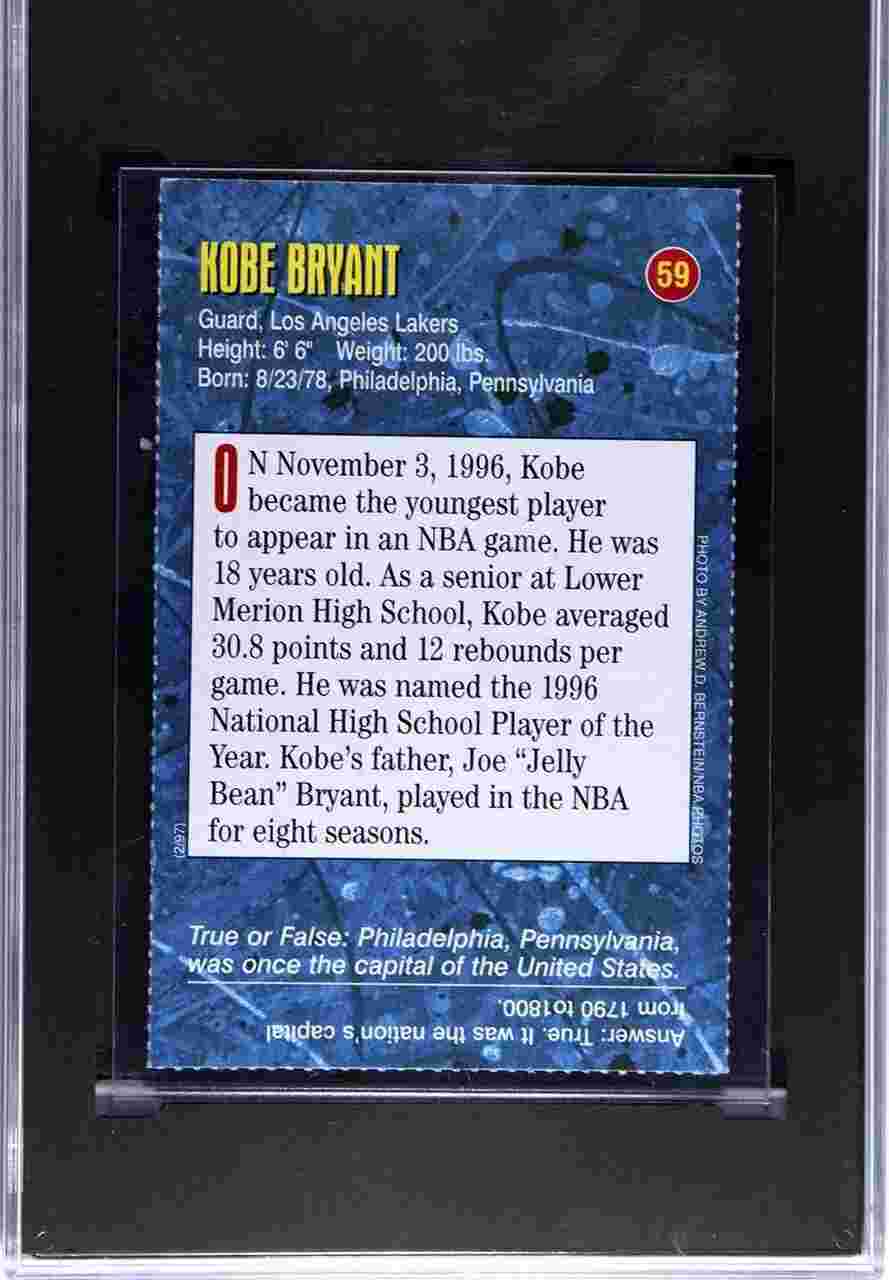 KOBE BRYANT
59
Guard, Los Angeles Lakers
Height: 6' 6" Weight: 200 lbs.
Born: 8/23/78, Philadelphia, Pennsylvania
ON November 3, 1996, Kobe
became the youngest player
to appear in an NBA game. He was
18 years old. As a senior at Lower
Merion High School, Kobe averaged
30.8 points and 12 rebounds per
game. He was named the 1996
National High School Player of the
Year. Kobe's father, Joe “Jelly
Bean” Bryant, played in the NBA
for eight seasons.
PHOTO BY ANDREW D. BERNSTEIN/NBA PHOTOS
(2/97)
True or False: Philadelphia, Pennsylvania,
was once the capital of the United States.
Answer: True. It was the nation's capital
from 1790 to 1800.